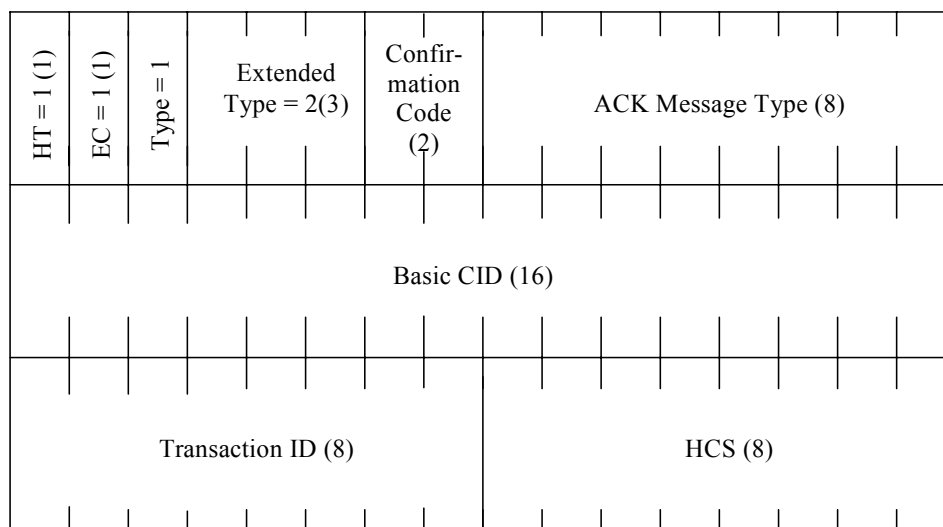 HT = 1 (1)
EC = 1 (1)
Type = 1
Extended
Type = 2(3)
Confir-
mation
Code
(2)
ACK Message Type (8)
Basic CID (16)
Transaction ID (8)
HCS (8)